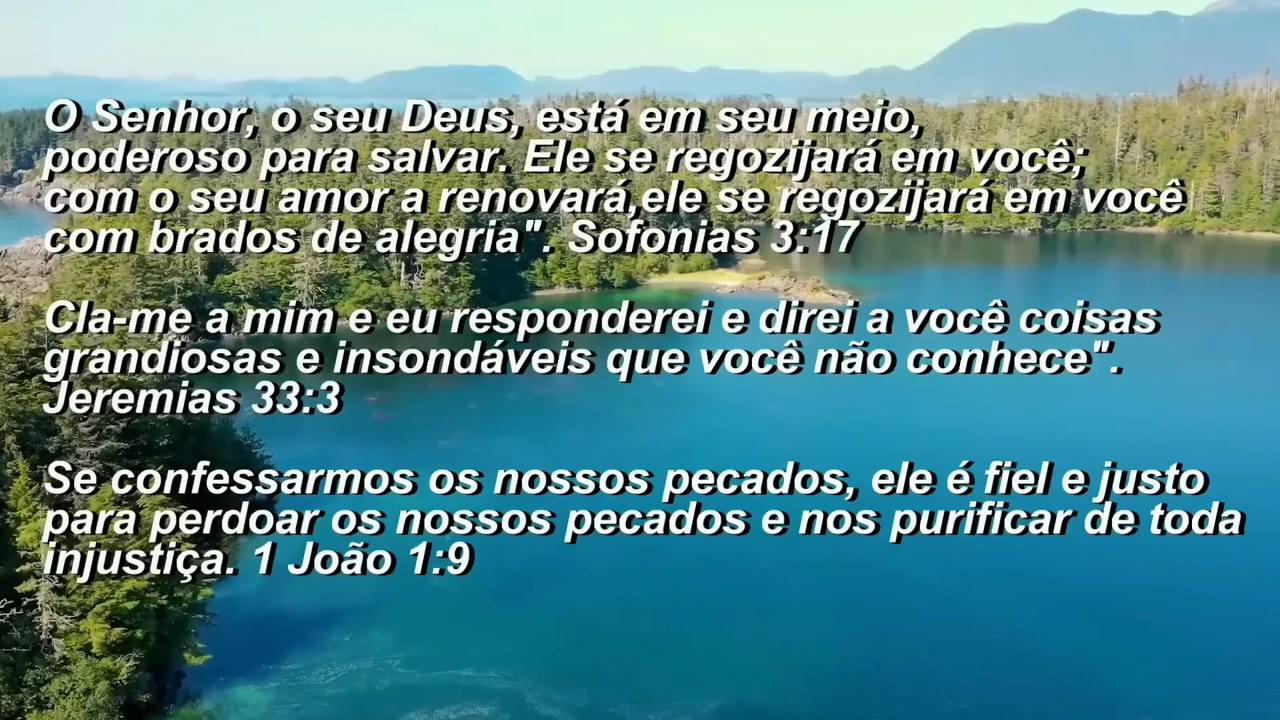 O Senhor, o seu Deus, está em seu meio,
poderoso para salvar. Ele se regozijará em você;
com o seu amor a renovará,ele se regozijará em você
com brados de alegria". Sofonias 3:17
Cla-me a mim e eu responderei e direi a você coisas
grandiosas e insondáveis que você não conhece".
Jeremias 33:3
Se confessarmos os nossos pecados, ele é fiel e justo
para perdoar os nossos pecados e nos purificar de toda
injustiça. 1 João 1:9